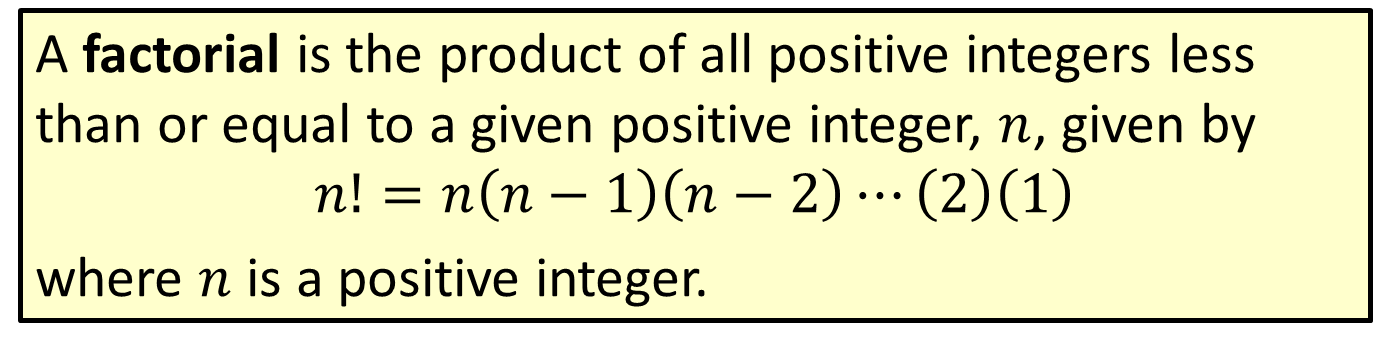 A factorial is the product of all positive integers less
than or equal to a given positive integer, n, given by
n! = n(n − 1)(n − 2) ⋯ (2)(1)
where n is a positive integer.